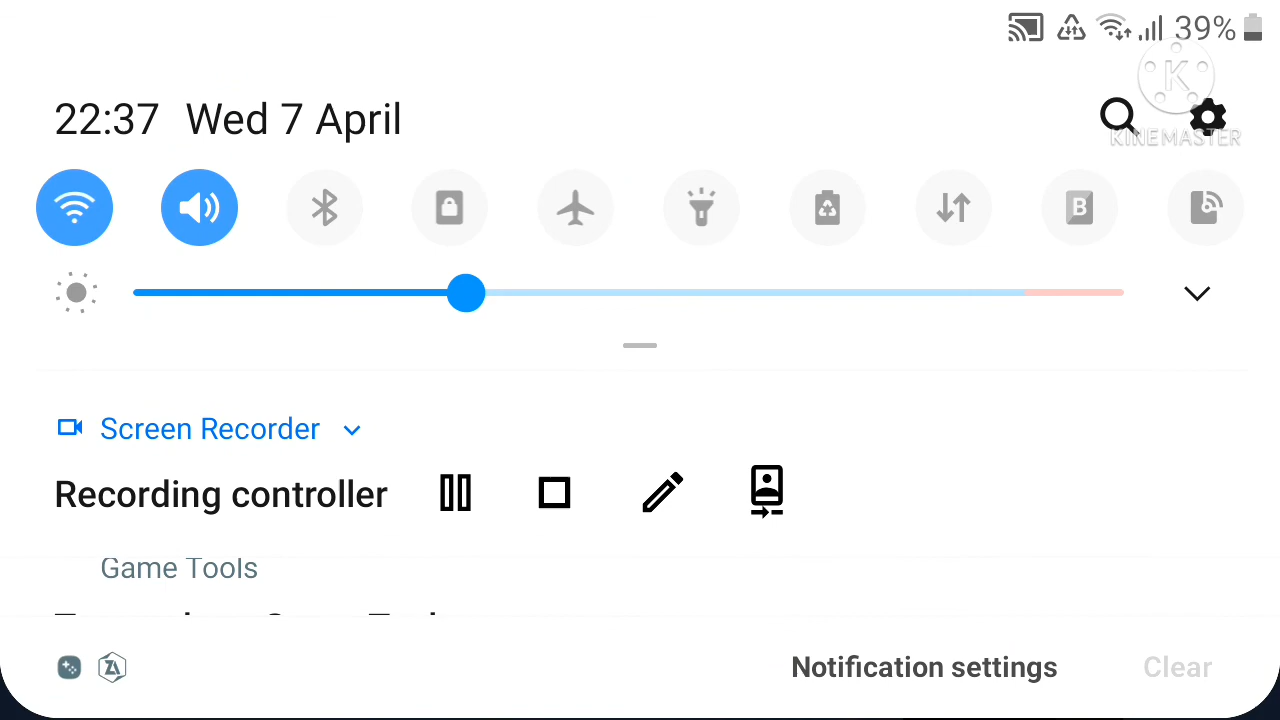 39%
K
KINEMASTER
22:37 Wed 7 April
B
Screen Recorder
Recording controller
Game Tools
Notification settings
Clear